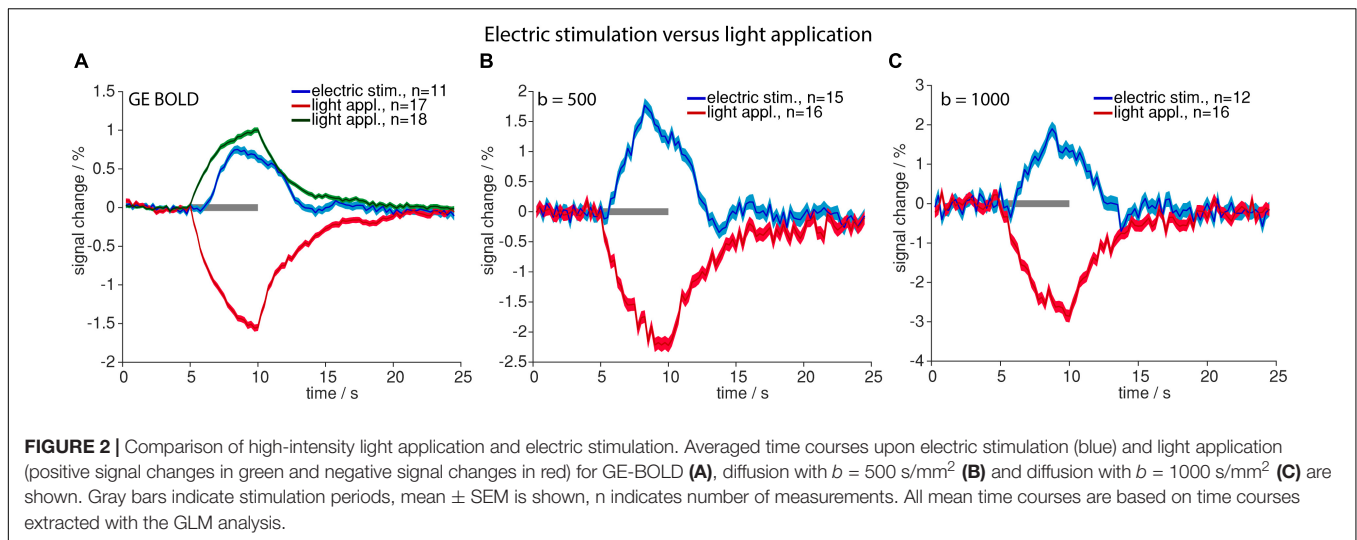 Electric stimulation versus light application
A
GE BOLD
electric stim., n=11
light appl., n=17
light appl., n=18
1.5
1
0.5
0
-0.5
-1
-1.5
-2
signal change / %
0 5 10 15 20 25
time / s
B
b = 500
electric stim., n=15
light appl., n=16
2
1.5
1
0.5
0
-0.5
-1
-1.5
-2
-2.5
signal change / %
0 5 10 15 20 25
time / s
C
b = 1000
electric stim., n=12
light appl., n=16
3
2
1
0
-1
-2
-3
-4
signal change / %
0 5 10 15 20 25
time / s
FIGURE 2 | Comparison of high-intensity light application and electric stimulation. Averaged time courses upon electric stimulation (blue) and light application
(positive signal changes in green and negative signal changes in red) for GE-BOLD (A), diffusion with b = 500 s/mm² (B) and diffusion with b = 1000 s/mm² (C) are
shown. Gray bars indicate stimulation periods, mean ± SEM is shown, n indicates number of measurements. All mean time courses are based on time courses
extracted with the GLM analysis.